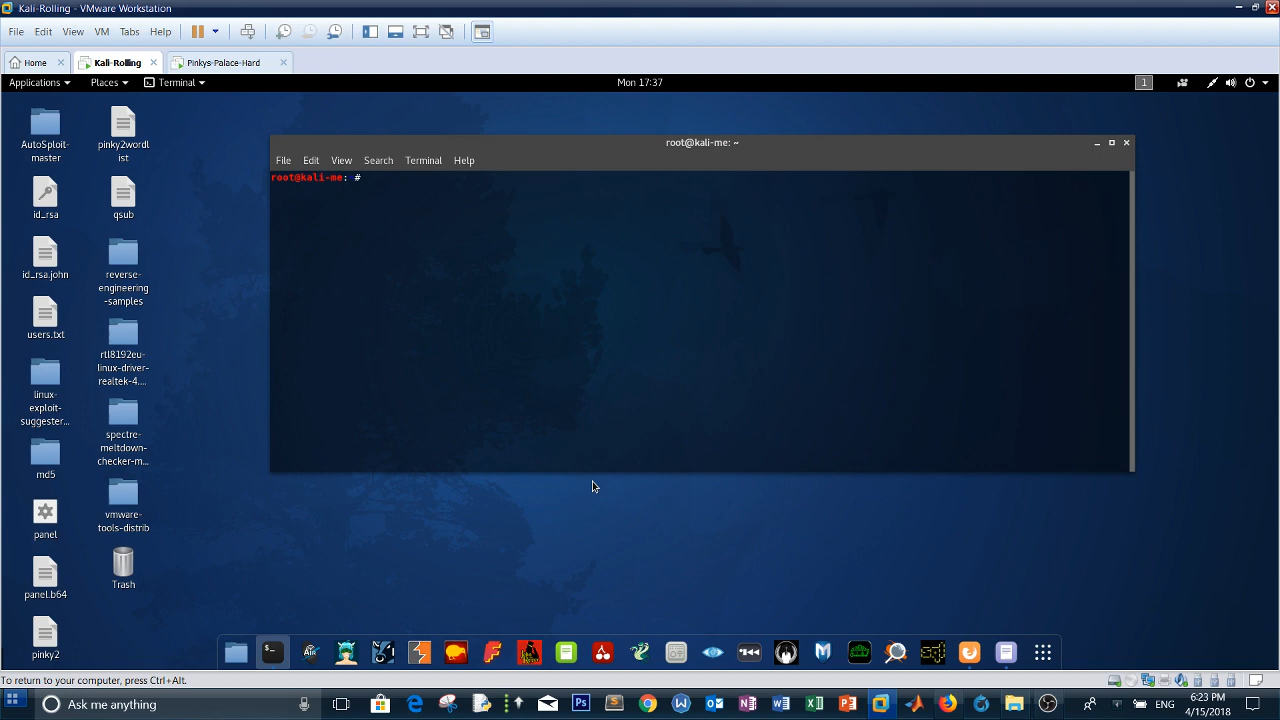 Kali-Rolling - VMware Workstation
File Edit View VM Tabs Help
Home Kali-Rolling Pinkys-Palace-Hard
Applications Places Terminal Mon 17:37 1
root@kali-me: ~
File Edit View Search Terminal Help
root@kali-me: #
AutoSploit-
master
pinky2wordl
ist
id_rsa
qsub
id_rsa.john
reverse-
engineering
-samples
users.txt
rtl8192eu-
linux-driver-
realtek-4....
linux-
exploit-
suggester...
spectre-
meltdown-
checker-m...
md5
vmware-
tools-distrib
panel
Trash
panel.b64
pinky2
To return to your computer, press Ctrl+Alt.
Ask me anything
ENG
6:23 PM
4/15/2018